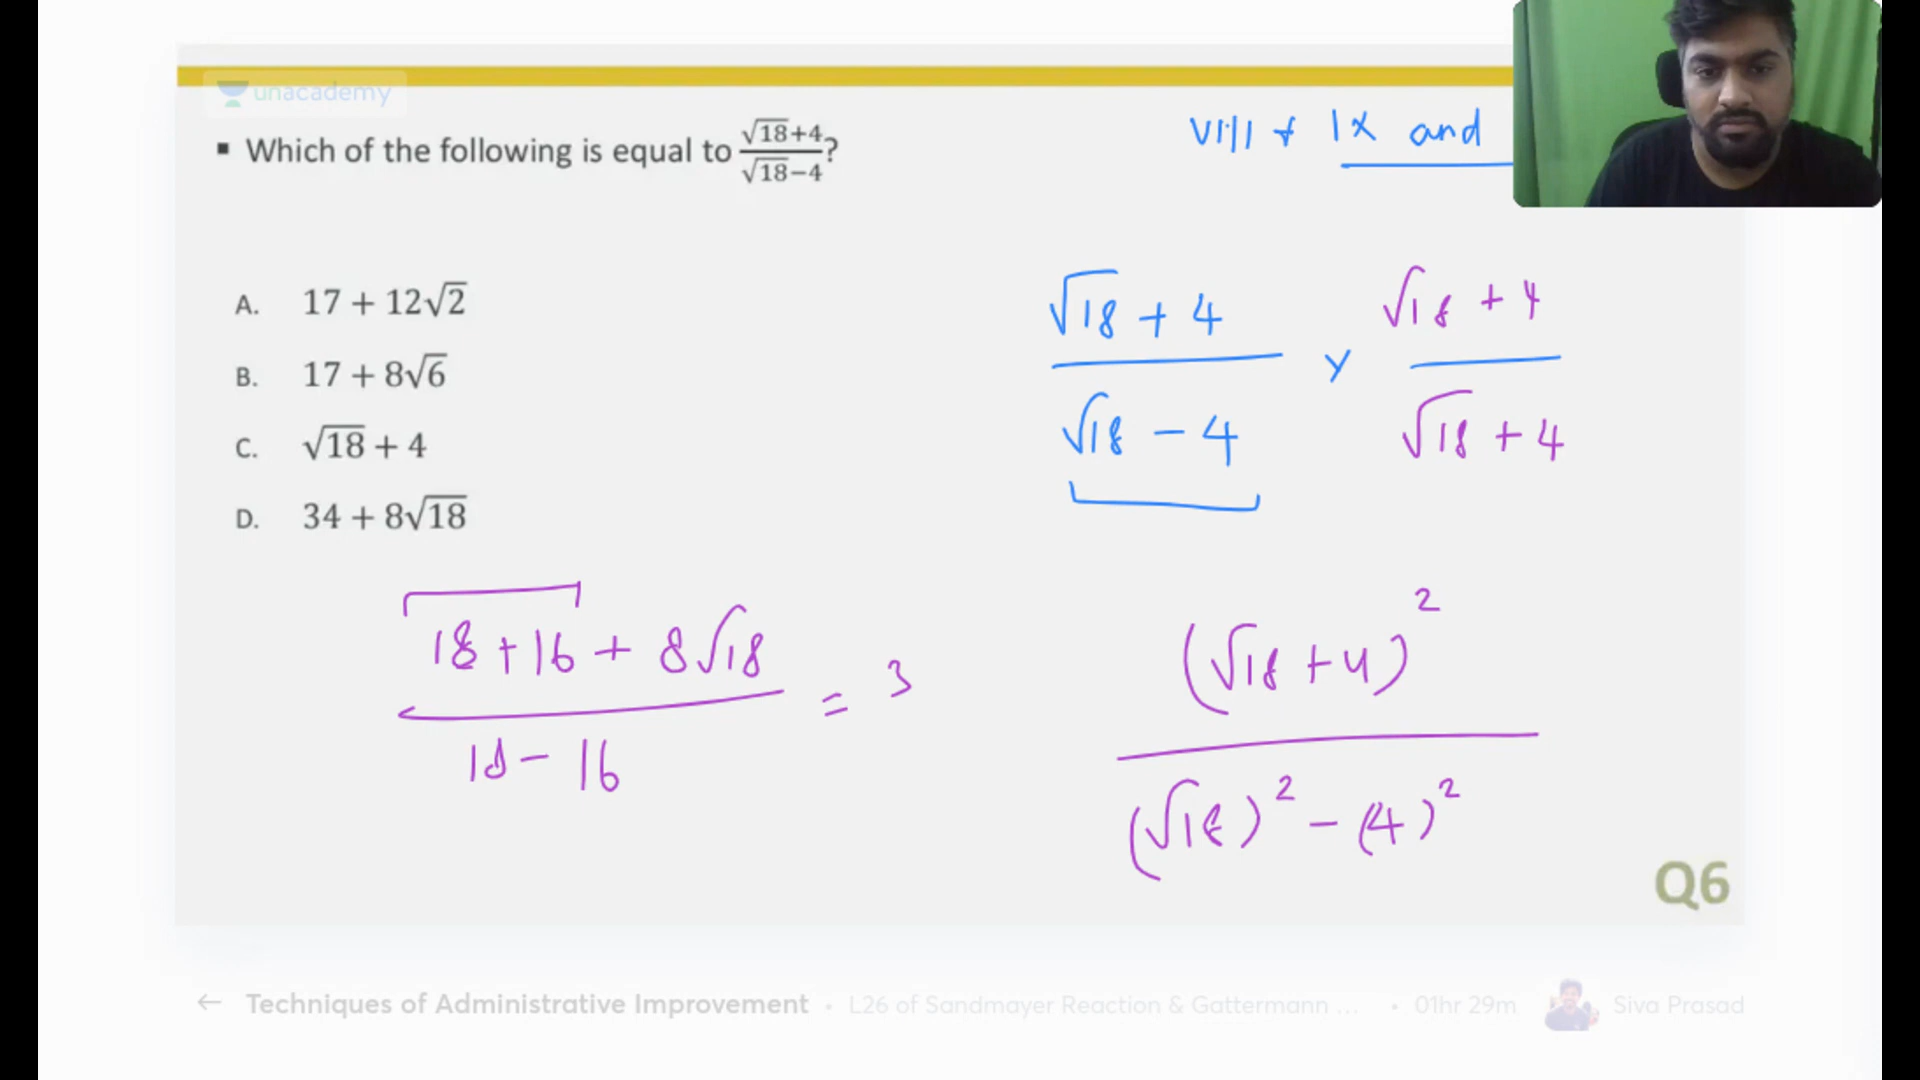 unacademy
▪ Which of the following is equal to (√18+4)/(√18−4)?
VIII + IX and
A. 17 + 12√2
B. 17 + 8√6
C. √18 + 4
D. 34 + 8√18
√18 + 4 √18 + 4
√18 − 4 √18 + 4
18 + 16 + 8√18
18 − 16
= 3
(√18 + 4)²
(√18)² − (4)²
Q6
← Techniques of Administrative Improvement • L26 of Sandmayer Reaction & Gattermann ... • 01hr 29m Siva Prasad